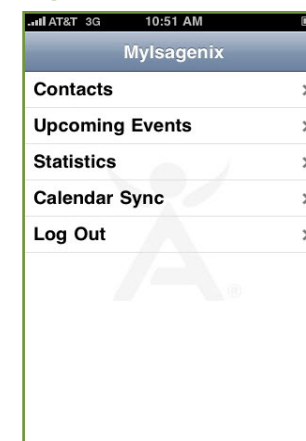 AT&T 3G 10:51 AM
MyIsagenix
Contacts
Upcoming Events
Statistics
Calendar Sync
Log Out
®